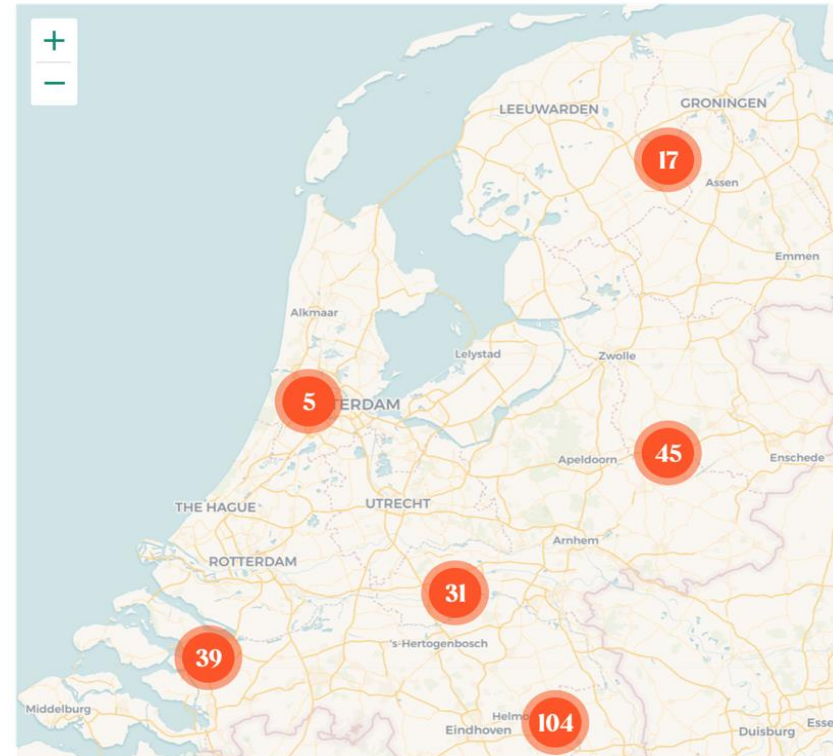 +
−
LEEUWARDEN
GRONINGEN
17
Assen
Emmen
Alkmaar
Lelystad
Zwolle
5
TERDAM
45
Apeldoorn
Enschede
THE HAGUE
UTRECHT
Arnhem
ROTTERDAM
31
's-Hertogenbosch
39
Middelburg
Helmo
104
Eindhoven
Duisburg
Esse